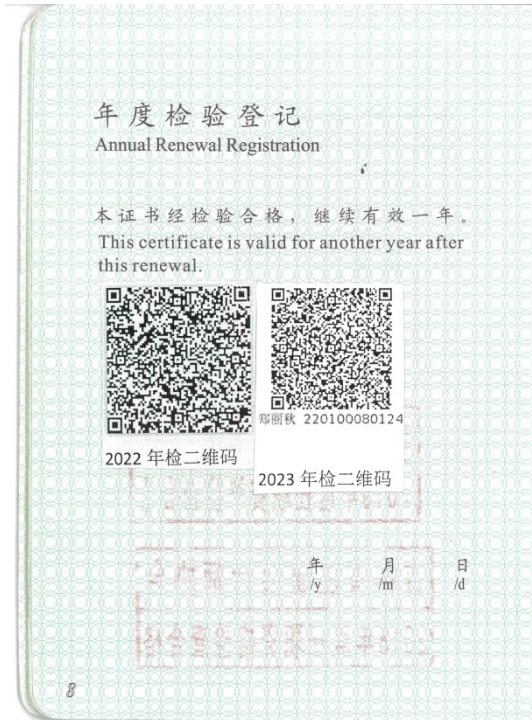 年度检验登记
Annual Renewal Registration
本证书经检验合格，继续有效一年。
This certificate is valid for another year after
this renewal.
郑丽秋 220100080124
2022 年检二维码
2023 年检二维码
年 月 日
/y /m /d
8